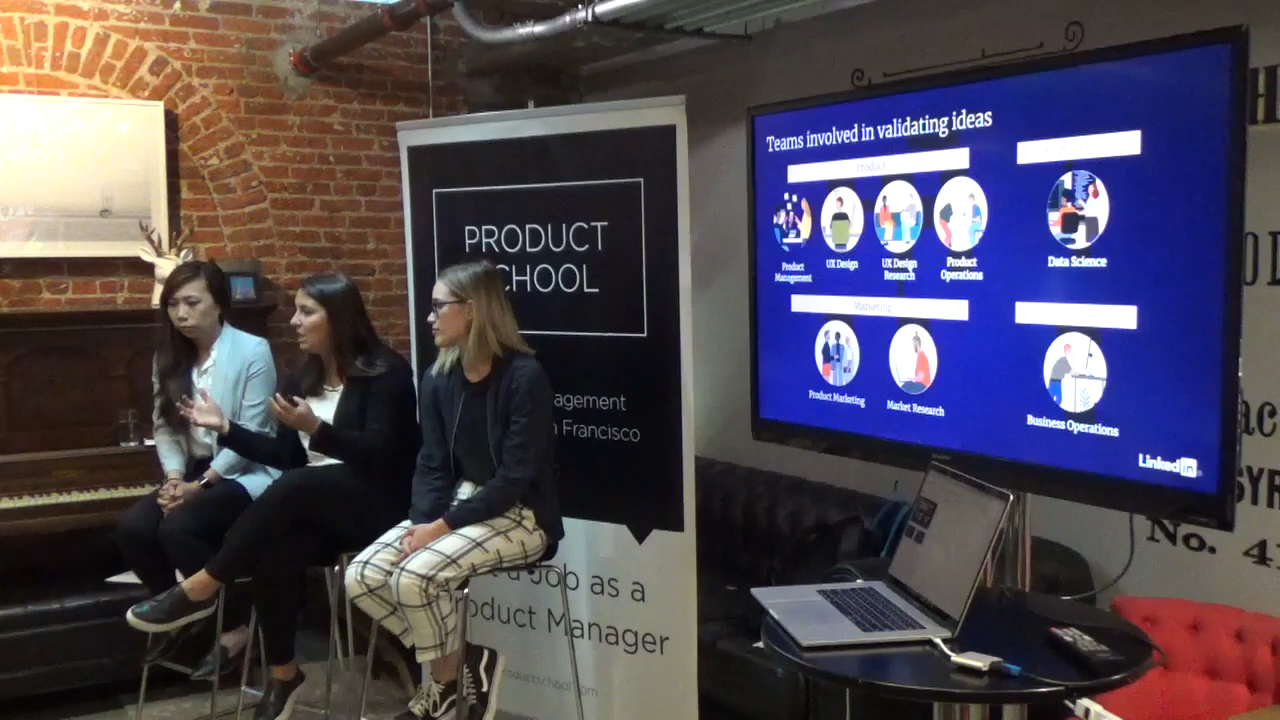 PRODUCT
SCHOOL
agement
n Francisco
Job as a
Product Manager
Teams involved in validating ideas
Product
Product
Management
UX Design
UX Design
Research
Product
Operations
Data Science
Marketing
Product Marketing
Market Research
Business Operations
LinkedIn
No. 4